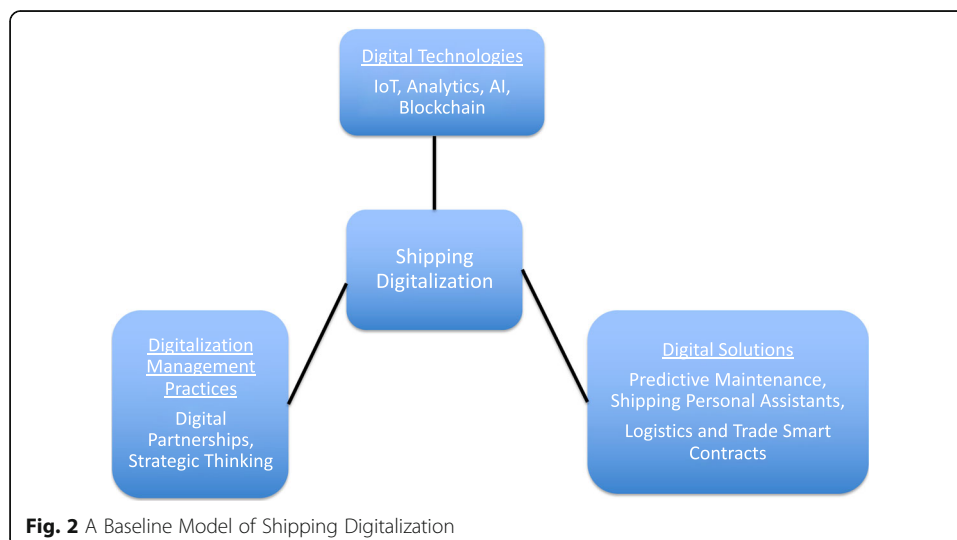 Digital Technologies
IoT, Analytics, AI,
Blockchain
Shipping
Digitalization
Digitalization
Management
Practices
Digital
Partnerships,
Strategic Thinking
Digital Solutions
Predictive Maintenance,
Shipping Personal Assistants,
Logistics and Trade Smart
Contracts
Fig. 2 A Baseline Model of Shipping Digitalization